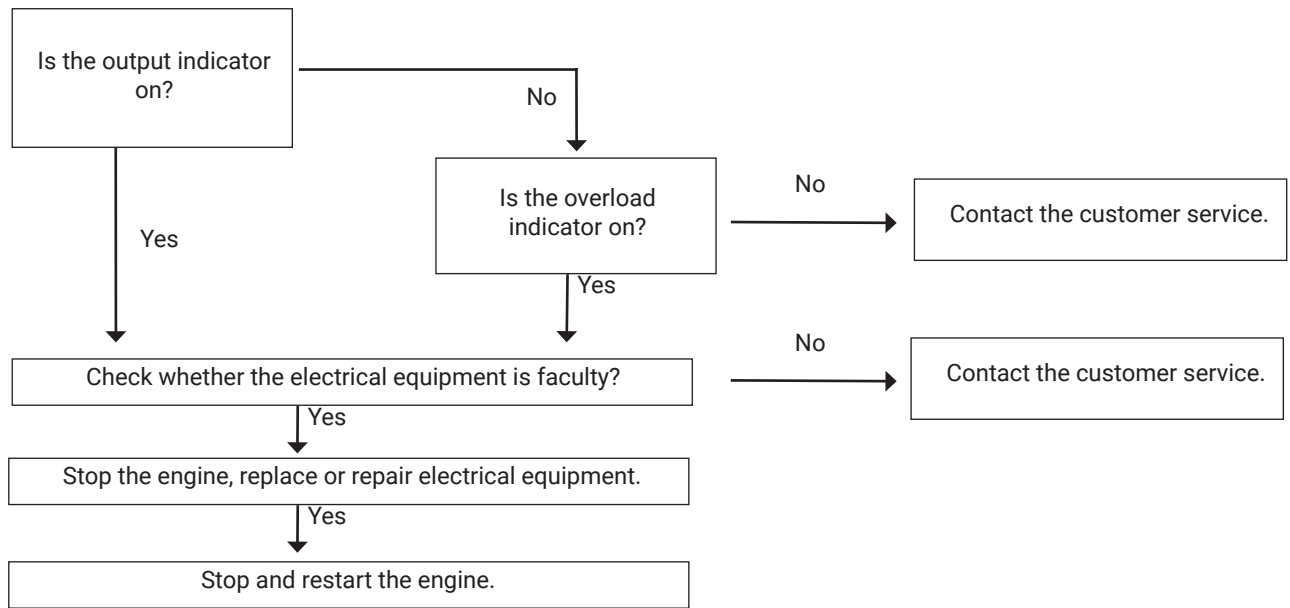 Is the output indicator
on?
No
Is the overload
indicator on?
No
Contact the customer service.
Yes
Yes
Check whether the electrical equipment is faculty?
No
Contact the customer service.
Yes
Stop the engine, replace or repair electrical equipment.
Yes
Stop and restart the engine.